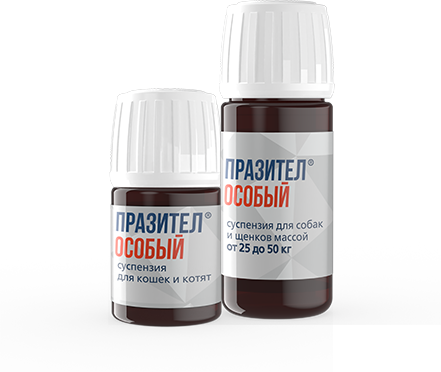 ПРАЗИТЕЛ®
ОСОБЫЙ
суспензия
для кошек и котят
ПРАЗИТЕЛ®
ОСОБЫЙ
суспензия для собак
и щенков массой
от 25 до 50 кг